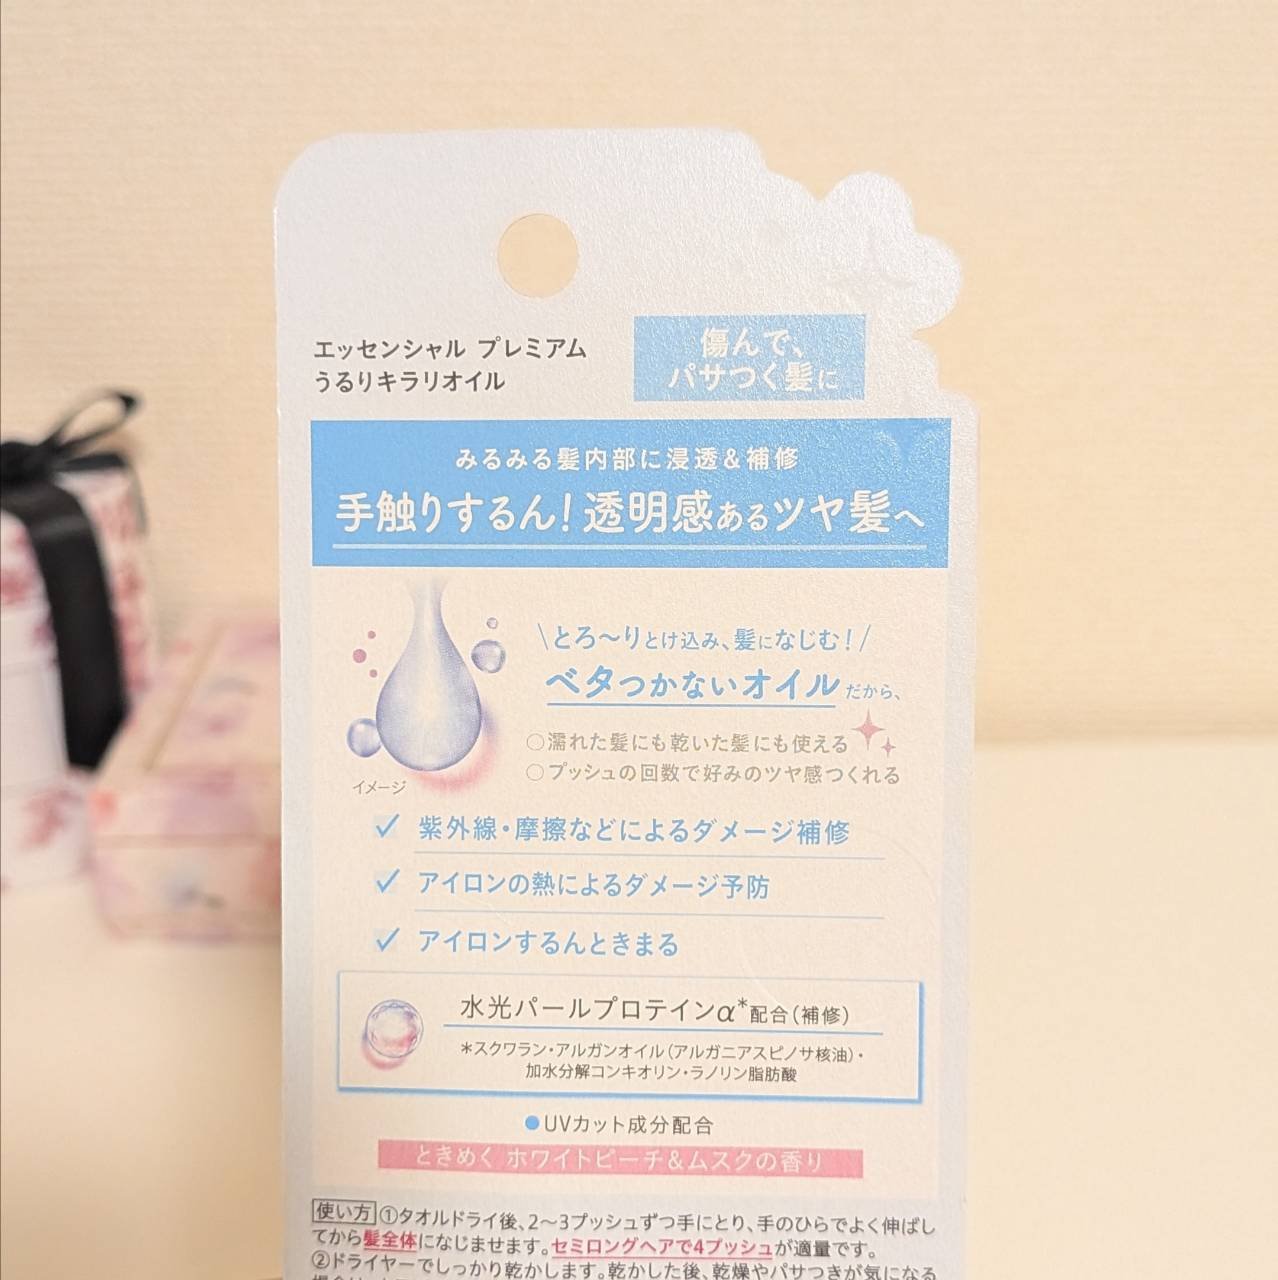 エッセンシャル プレミアム
うるりキラリオイル
傷んで、
パサつく髪に
みるみる髪内部に浸透&補修
手触りするん!透明感あるツヤ髪へ
\とろ〜りとけ込み、髪になじむ!/
ベタつかないオイルだから、
○濡れた髪にも乾いた髪にも使える
○プッシュの回数で好みのツヤ感つくれる
イメージ
✓ 紫外線・摩擦などによるダメージ補修
✓ アイロンの熱によるダメージ予防
✓ アイロンするんときまる
水光パールプロテインα*配合(補修)
*スクワラン・アルガンオイル(アルガニアスピノサ核油)・
加水分解コンキオリン・ラノリン脂肪酸
●UVカット成分配合
ときめく ホワイトピーチ&ムスクの香り
使い方 ①タオルドライ後、2〜3プッシュずつ手にとり、手のひらでよく伸ばし
てから髪全体になじませます。セミロングヘアで4プッシュが適量です。
②ドライヤーでしっかり乾かします。乾かした後、乾燥やパサつきが気になる